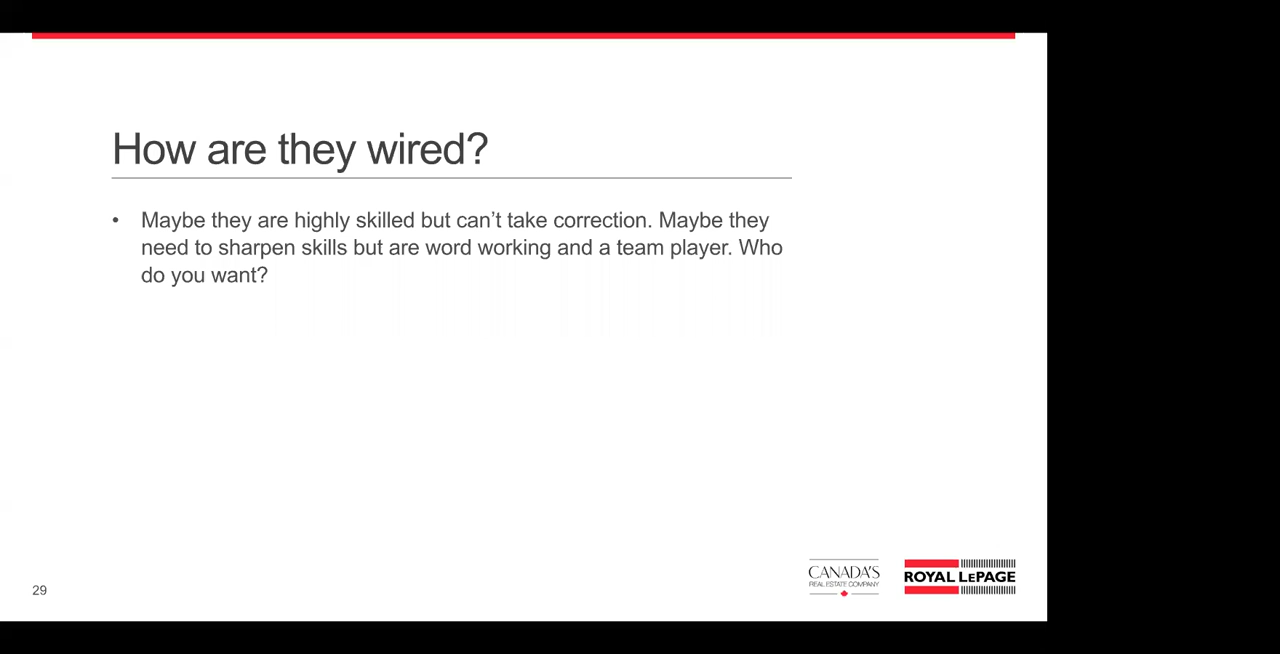 How are they wired?
• Maybe they are highly skilled but can’t take correction. Maybe they
need to sharpen skills but are word working and a team player. Who
do you want?
29
CANADA'S
REAL ESTATE COMPANY
ROYAL LEPAGE